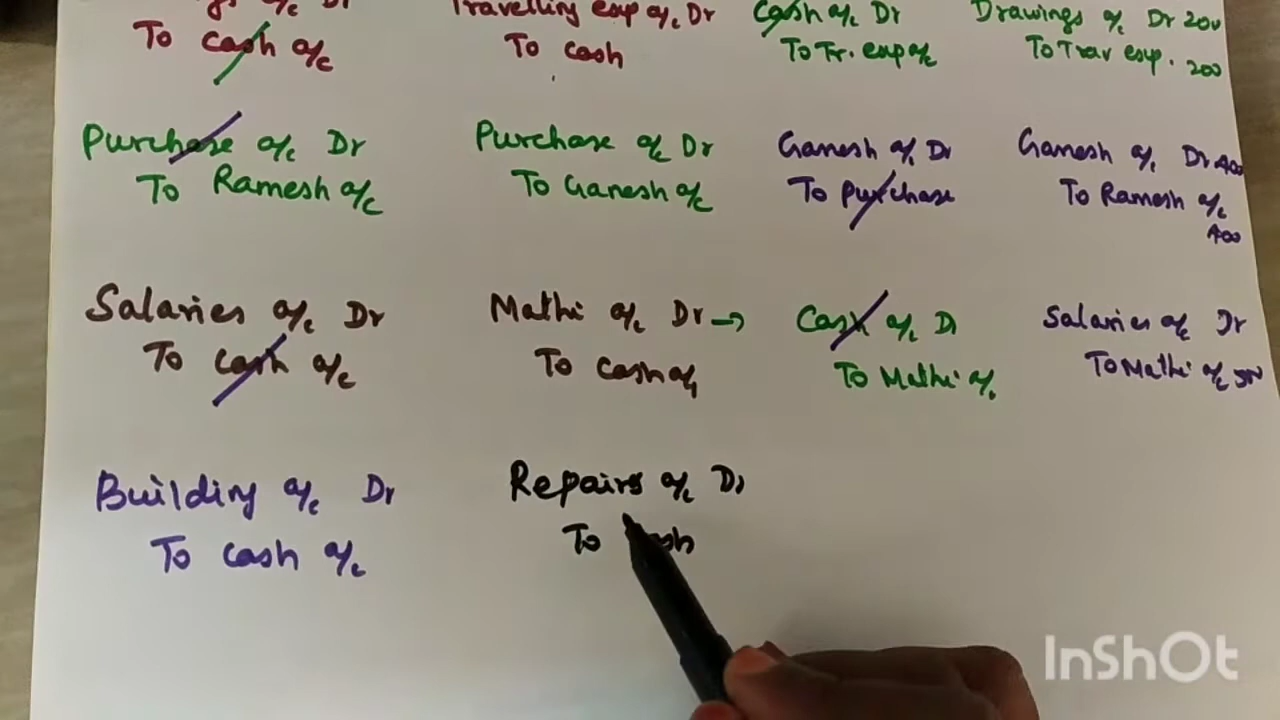 a/c Dr
To cash a/c
Travelling exp a/c Dr
To cash
Cash a/c Dr
To Tr. exp a/c
Drawings a/c Dr 200
To Trav exp. 200
Purchase a/c Dr
To Ramesh a/c
Purchase a/c Dr
To Ganesh a/c
Ganesh a/c Dr
To purchase
Ganesh a/c Dr 400
To Ramesh a/c
400
Salaries a/c Dr
To cash a/c
Mathi a/c Dr →
To cash a/c
Cash a/c D
To Mathi a/c
Salaries a/c Dr
To Mathi a/c
Building a/c Dr
To cash a/c
Repairs a/c Dr
To cash
InShOt